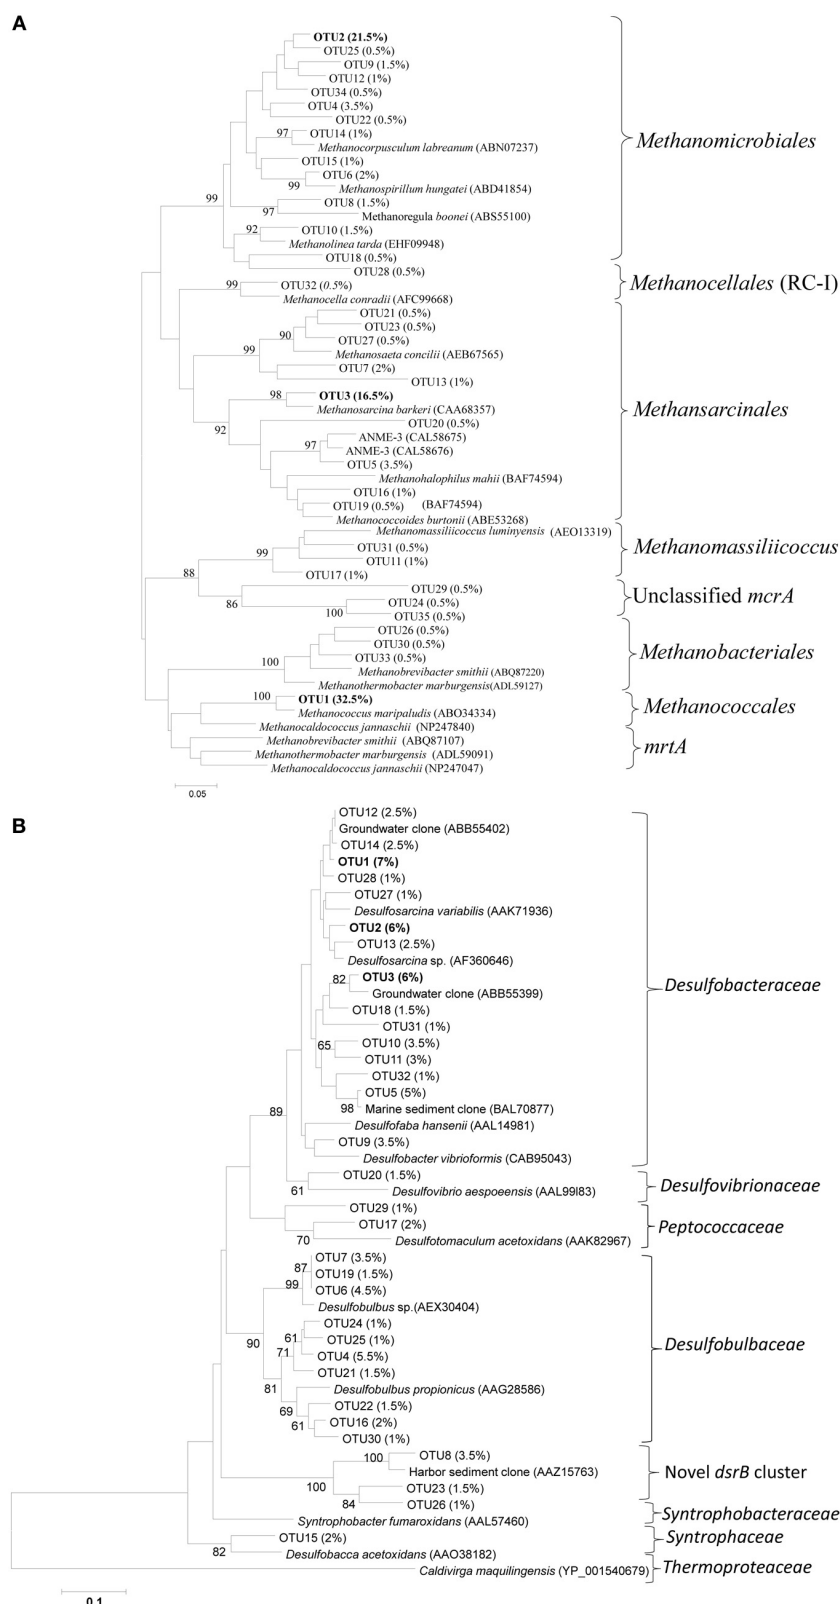 A
OTU2 (21.5%)
OTU25 (0.5%)
OTU9 (1.5%)
OTU12 (1%)
OTU34 (0.5%)
OTU4 (3.5%)
OTU22 (0.5%)
97 OTU14 (1%)
Methanocorpusculum labreanum (ABN07237)
Methanomicrobiales
OTU15 (1%)
OTU6 (2%)
99 Methanospirillum hungatei (ABD41854)
99
OTU8 (1.5%)
97 Methanoregula boonei (ABS55100)
92 OTU10 (1.5%)
Methanolinea tarda (EHF09948)
OTU18 (0.5%)
OTU28 (0.5%)
99 OTU32 (0.5%)
Methanocella conradii (AFC99668)
Methanocellales (RC-I)
OTU21 (0.5%)
OTU23 (0.5%)
90 OTU27 (0.5%)
99 Methanosaeta concilii (AEB67565)
OTU7 (2%)
OTU13 (1%)
98 OTU3 (16.5%)
Methanosarcina barkeri (CAA68357)
Methansarcinales
OTU20 (0.5%)
92
ANME-3 (CAL58675)
97 ANME-3 (CAL58676)
OTU5 (3.5%)
Methanohalophilus mahii (BAF74594)
OTU16 (1%)
OTU19 (0.5%) (BAF74594)
Methanococcoides burtonii (ABE53268)
Methanomassiliicoccus luminyensis (AEO13319)
99 OTU31 (0.5%)
Methanomassiliicoccus
OTU11 (1%)
88 OTU17 (1%)
OTU29 (0.5%)
86 OTU24 (0.5%)
Unclassified mcrA
100 OTU35 (0.5%)
OTU26 (0.5%)
OTU30 (0.5%)
100 OTU33 (0.5%)
Methanobacteriales
Methanobrevibacter smithii (ABQ87220)
Methanothermobacter marburgensis(ADL59127)
100 OTU1 (32.5%)
Methanococcus maripaludis (ABO34334)
Methanococcales
Methanocaldococcus jannaschii (NP247840)
Methanobrevibacter smithii (ABQ87107)
Methanothermobacter marburgensis (ADL59091)
mrtA
Methanocaldococcus jannaschii (NP247047)
0.05
B
OTU12 (2.5%)
Groundwater clone (ABB55402)
OTU14 (2.5%)
OTU1 (7%)
OTU28 (1%)
OTU27 (1%)
Desulfosarcina variabilis (AAK71936)
OTU2 (6%)
OTU13 (2.5%)
Desulfosarcina sp. (AF360646)
82 OTU3 (6%)
Desulfobacteraceae
Groundwater clone (ABB55399)
OTU18 (1.5%)
OTU31 (1%)
65 OTU10 (3.5%)
OTU11 (3%)
OTU32 (1%)
OTU5 (5%)
98 Marine sediment clone (BAL70877)
89
Desulfofaba hansenii (AAL14981)
OTU9 (3.5%)
Desulfobacter vibrioformis (CAB95043)
OTU20 (1.5%)
61 Desulfovibrio aespoeensis (AAL99I83)
Desulfovibrionaceae
OTU29 (1%)
OTU17 (2%)
Peptococcaceae
70 Desulfotomaculum acetoxidans (AAK82967)
OTU7 (3.5%)
87 OTU19 (1.5%)
99 OTU6 (4.5%)
Desulfobulbus sp.(AEX30404)
OTU24 (1%)
61 OTU25 (1%)
90
Desulfobulbaceae
71 OTU4 (5.5%)
OTU21 (1.5%)
81 Desulfobulbus propionicus (AAG28586)
69 OTU22 (1.5%)
61 OTU16 (2%)
OTU30 (1%)
100 OTU8 (3.5%)
Harbor sediment clone (AAZ15763)
Novel dsrB cluster
100 OTU23 (1.5%)
84 OTU26 (1%)
Syntrophobacter fumaroxidans (AAL57460)
Syntrophobacteraceae
OTU15 (2%)
Syntrophaceae
82 Desulfobacca acetoxidans (AAO38182)
Caldivirga maquilingensis (YP_001540679)
Thermoproteaceae
0.1